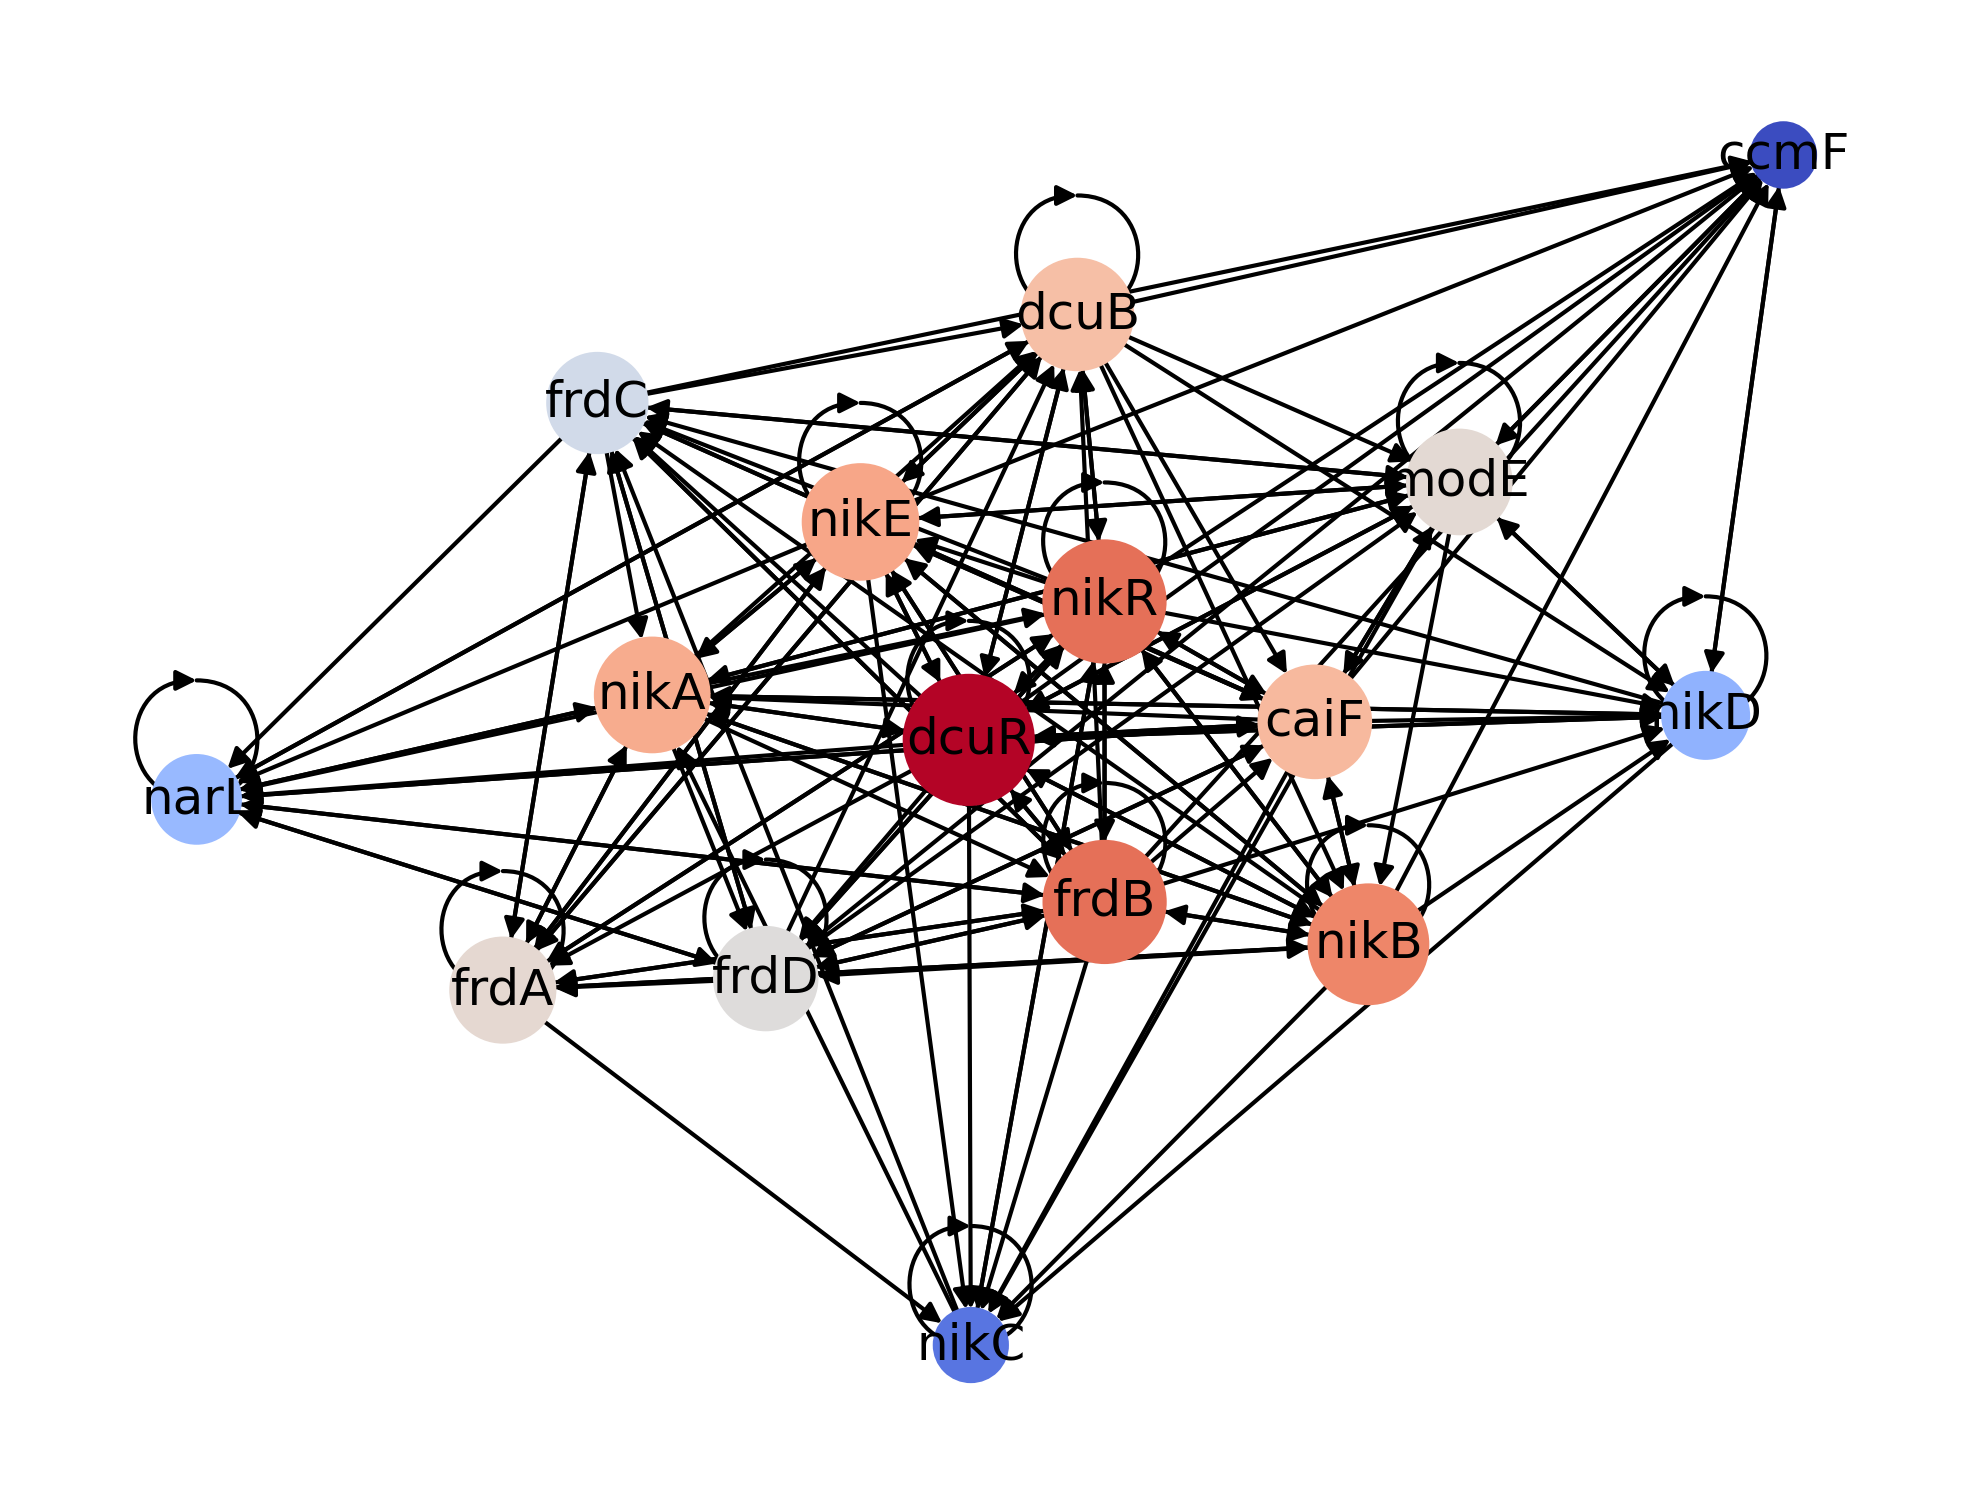 ccmF
dcuB
frdC
modE
nikE
nikR
nikA
caiF
nikD
dcuR
narL
frdB
nikB
frdD
frdA
nikC